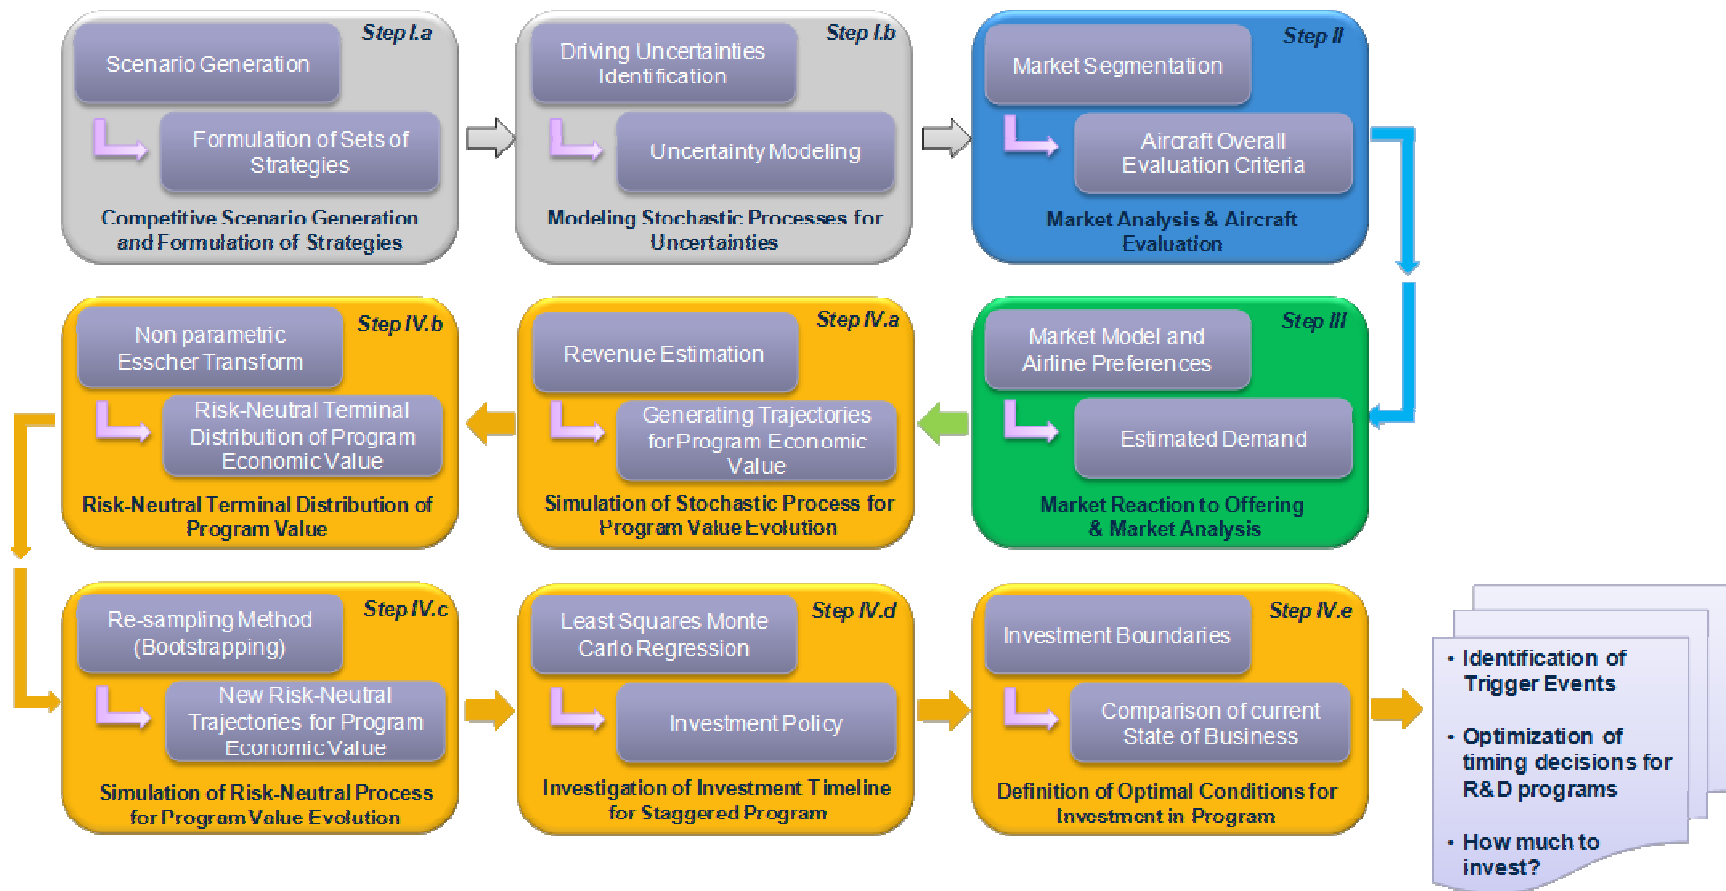 Step I.a
Scenario Generation
Formulation of Sets of
Strategies
Competitive Scenario Generation
and Formulation of Strategies
Step I.b
Driving Uncertainties
Identification
Uncertainty Modeling
Modeling Stochastic Processes for
Uncertainties
Step II
Market Segmentation
Aircraft Overall
Evaluation Criteria
Market Analysis & Aircraft
Evaluation
Step III
Market Model and
Airline Preferences
Estimated Demand
Market Reaction to Offering
& Market Analysis
Step IV.a
Revenue Estimation
Generating Trajectories
for Program Economic
Value
Simulation of Stochastic Process for
Program Value Evolution
Step IV.b
Non parametric
Esscher Transform
Risk-Neutral Terminal
Distribution of Program
Economic Value
Risk-Neutral Terminal Distribution of
Program Value
Step IV.c
Re-sampling Method
(Bootstrapping)
New Risk-Neutral
Trajectories for Program
Economic Value
Simulation of Risk-Neutral Process
for Program Value Evolution
Step IV.d
Least Squares Monte
Carlo Regression
Investment Policy
Investigation of Investment Timeline
for Staggered Program
Step IV.e
Investment Boundaries
Comparison of current
State of Business
Definition of Optimal Conditions for
Investment in Program
• Identification of
Trigger Events
• Optimization of
timing decisions for
R&D programs
• How much to
invest?